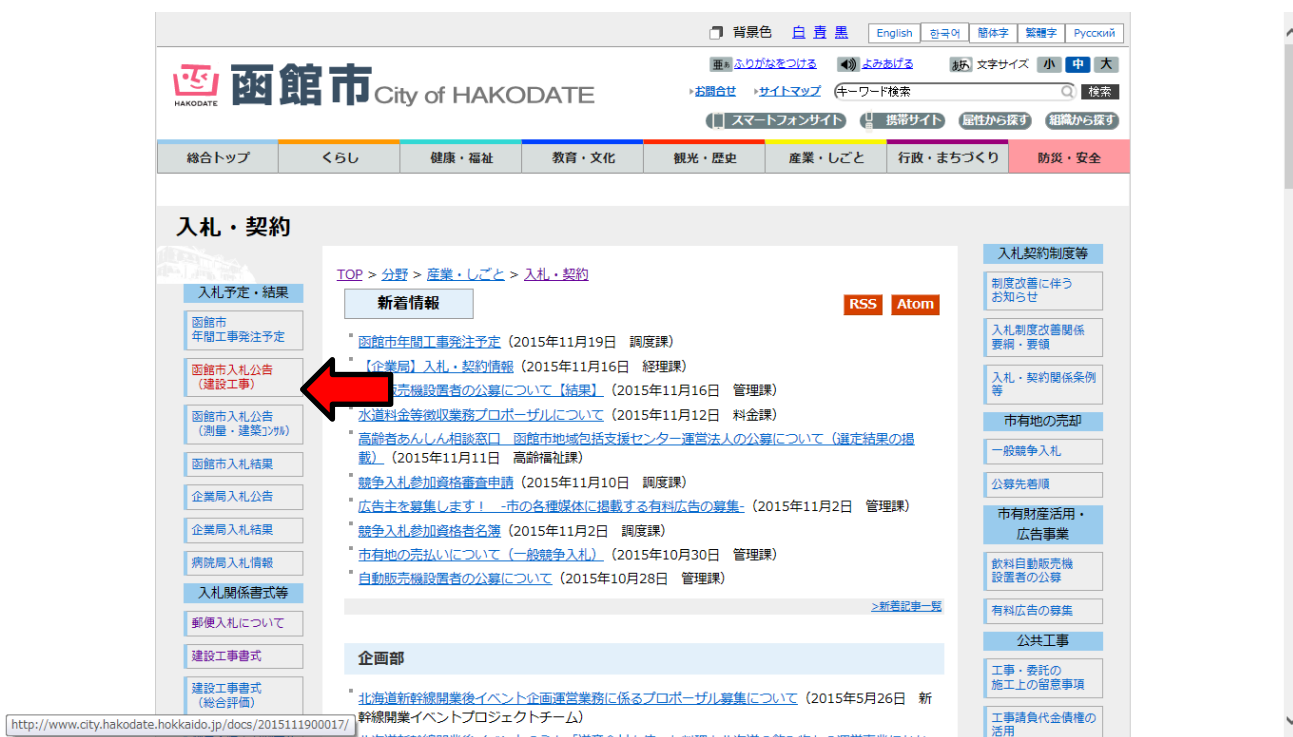 背景色 白 青 黒 English 한국어 簡体字 繁體字 Русский
亜あ ふりがなをつける よみあげる あ 文字サイズ 小 中 大
函館市 City of HAKODATE
HAKODATE
お問合せ サイトマップ キーワード検索 検索
スマートフォンサイト 携帯サイト 属性から探す 組織から探す
総合トップ くらし 健康・福祉 教育・文化 観光・歴史 産業・しごと 行政・まちづくり 防災・安全
入札・契約
入札予定・結果
函館市
年間工事発注予定
函館市入札公告
（建設工事）
函館市入札公告
（測量・建築ｺﾝｻﾙ）
函館市入札結果
企業局入札公告
企業局入札結果
病院局入札情報
入札関係書式等
郵便入札について
建設工事書式
建設工事書式
（総合評価）
TOP > 分野 > 産業・しごと > 入札・契約
新着情報
RSS Atom
函館市年間工事発注予定（2015年11月19日　調度課）
【企業局】入札・契約情報（2015年11月16日　経理課）
販売機設置者の公募について【結果】（2015年11月16日　管理課）
水道料金等徴収業務プロポーザルについて（2015年11月12日　料金課）
高齢者あんしん相談窓口　函館市地域包括支援センター運営法人の公募について（選定結果の掲
載）（2015年11月11日　高齢福祉課）
競争入札参加資格審査申請（2015年11月10日　調度課）
広告主を募集します！　-市の各種媒体に掲載する有料広告の募集-（2015年11月2日　管理課）
競争入札参加資格者名簿（2015年11月2日　調度課）
市有地の売払いについて（一般競争入札）（2015年10月30日　管理課）
自動販売機設置者の公募について（2015年10月28日　管理課）
>新着記事一覧
企画部
北海道新幹線開業後イベント企画運営業務に係るプロポーザル募集について（2015年5月26日　新
幹線開業イベントプロジェクトチーム）
入札契約制度等
制度改善に伴う
お知らせ
入札制度改善関係
要綱・要領
入札・契約関係条例
等
市有地の売却
一般競争入札
公募先着順
市有財産活用・
広告事業
飲料自動販売機
設置者の公募
有料広告の募集
公共工事
工事・委託の
施工上の留意事項
工事請負代金債権の
活用
http://www.city.hakodate.hokkaido.jp/docs/2015111900017/